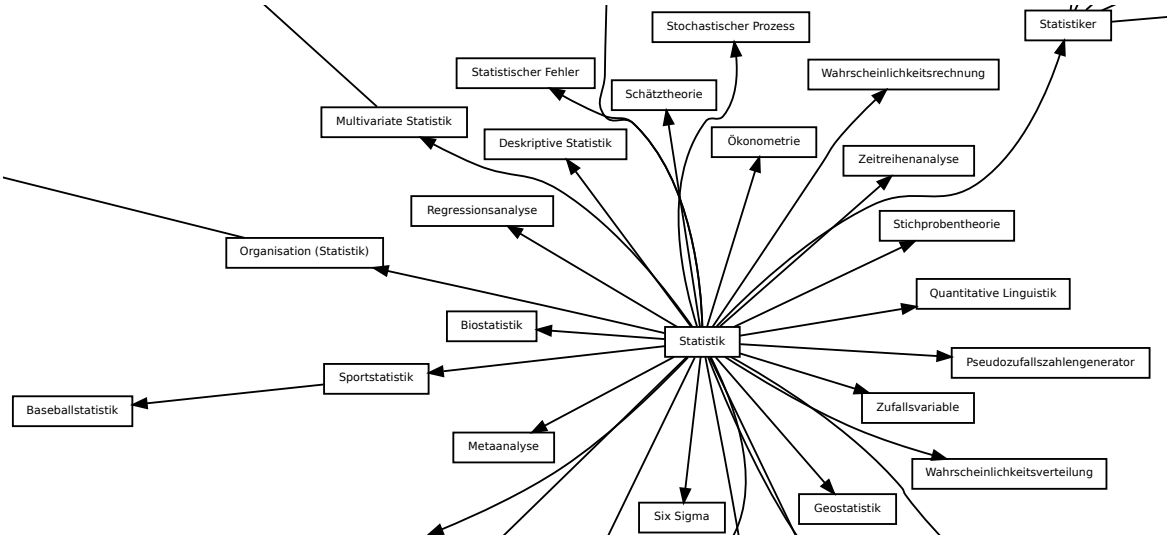 Statistiker
Stochastischer Prozess
Statistischer Fehler
Wahrscheinlichkeitsrechnung
Schätztheorie
Multivariate Statistik
Deskriptive Statistik
Ökonometrie
Zeitreihenanalyse
Regressionsanalyse
Stichprobentheorie
Organisation (Statistik)
Quantitative Linguistik
Biostatistik
Statistik
Pseudozufallszahlengenerator
Sportstatistik
Baseballstatistik
Zufallsvariable
Metaanalyse
Wahrscheinlichkeitsverteilung
Geostatistik
Six Sigma